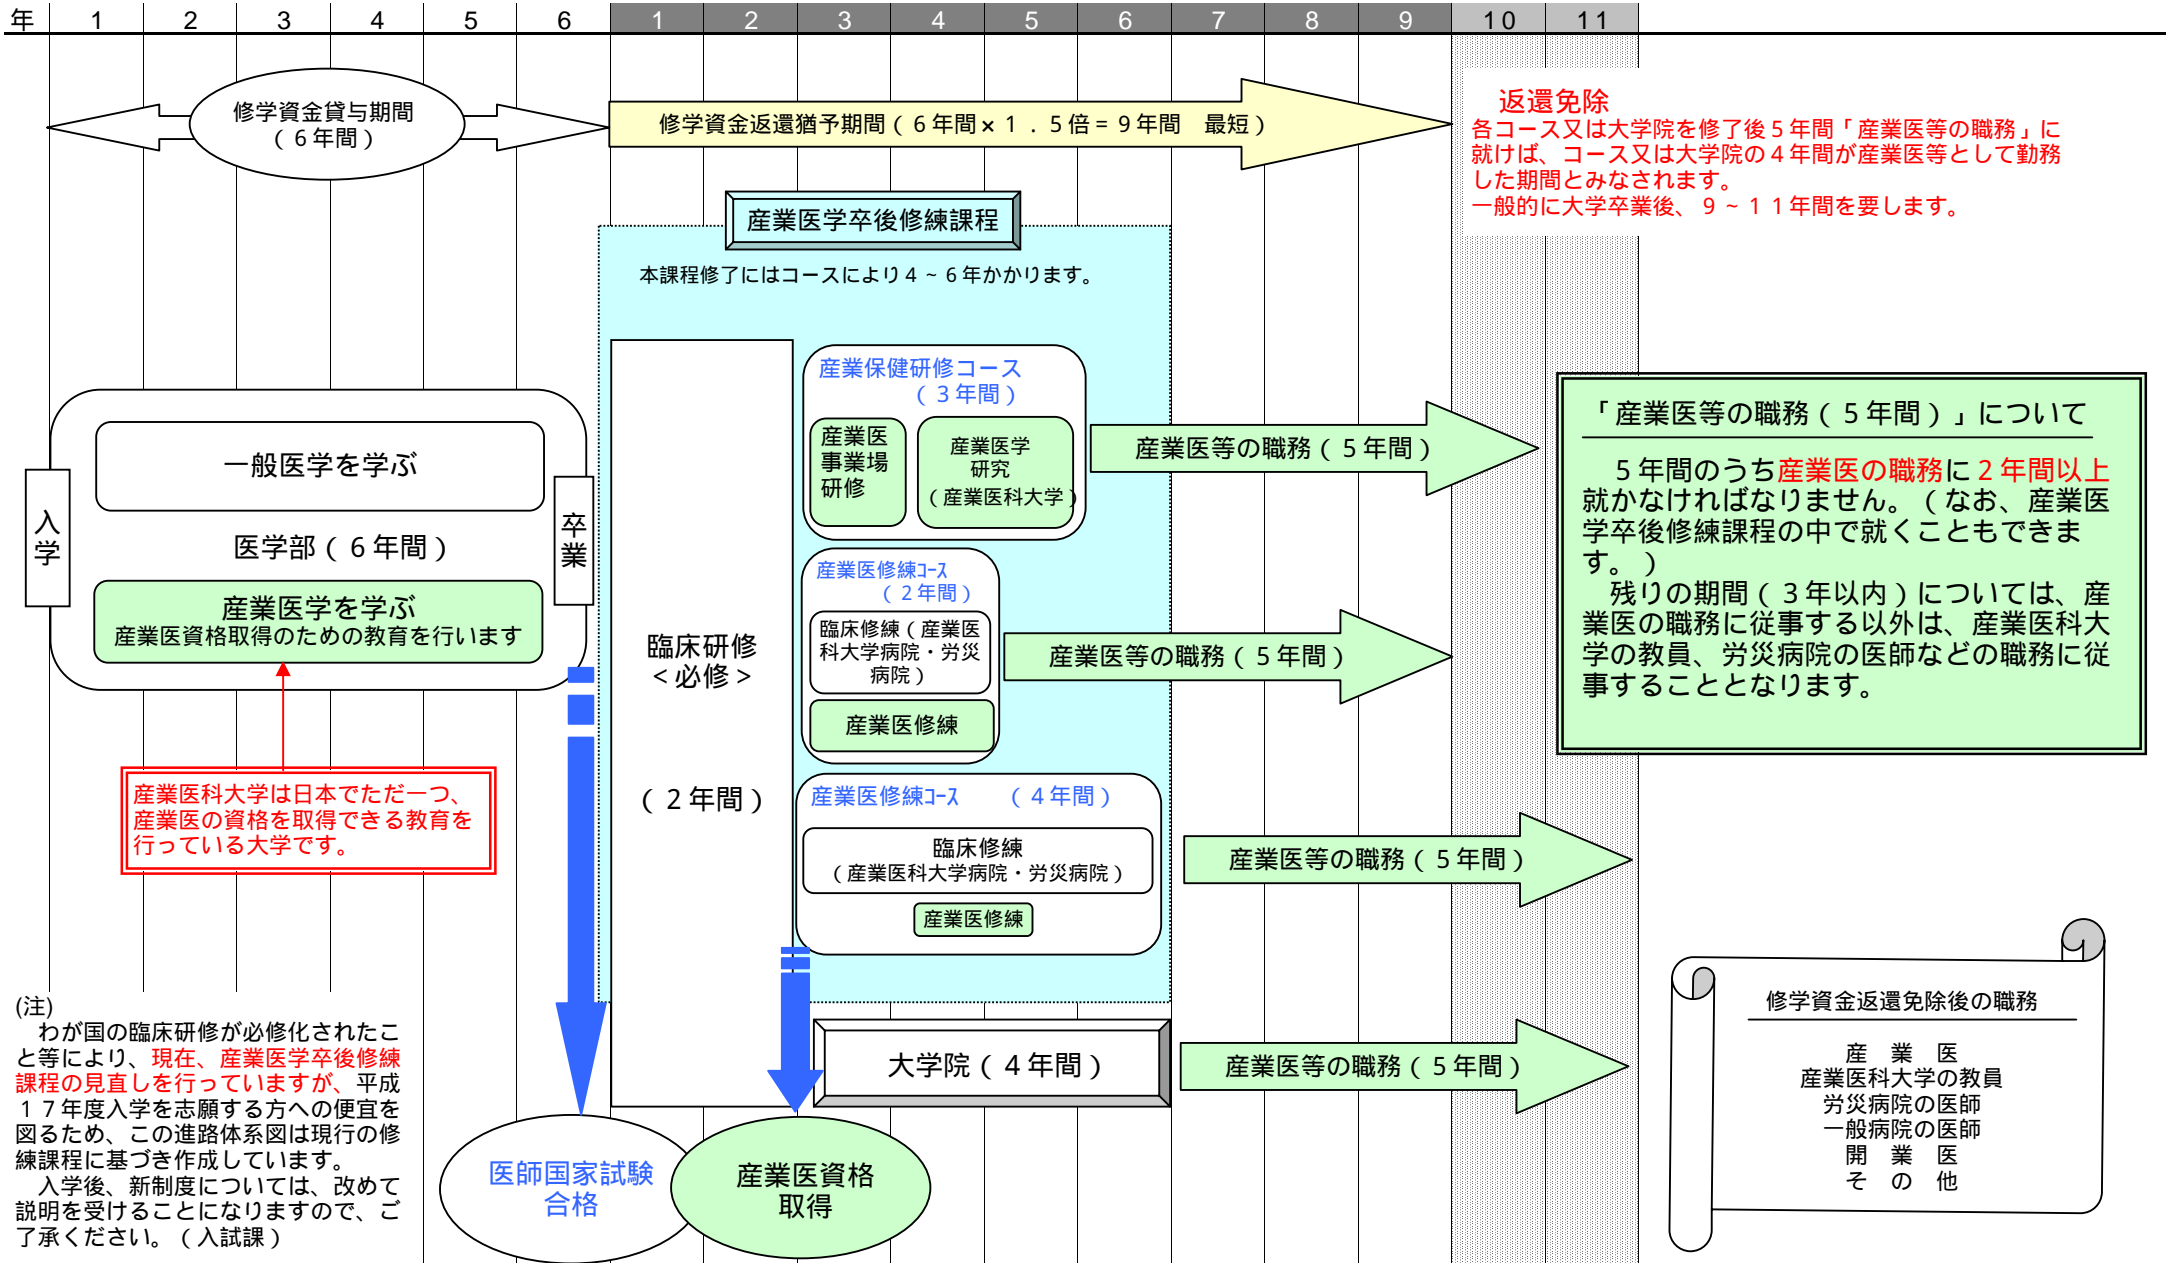 年 1 2 3 4 5 6 1 2 3 4 5 6 7 8 9 10 11
修学資金貸与期間
(6年間)
修学資金返還猶予期間(6年間×1.5倍=9年間 最短)
返還免除
各コース又は大学院を修了後5年間「産業医等の職務」に
就けば、コース又は大学院の4年間が産業医等として勤務
した期間とみなされます。
一般的に大学卒業後、9~11年間を要します。
産業医学卒後修練課程
本課程修了にはコースにより4~6年かかります。
入学
一般医学を学ぶ
医学部(6年間)
産業医学を学ぶ
産業医資格取得のための教育を行います
卒業
産業医科大学は日本でただ一つ、
産業医の資格を取得できる教育を
行っている大学です。
臨床研修
<必修>
(2年間)
産業保健研修コース
(3年間)
産業医
事業場
研修
産業医学
研究
(産業医科大学)
産業医等の職務(5年間)
産業医修練コース
(2年間)
臨床修練(産業医
科大学病院・労災
病院)
産業医修練
産業医等の職務(5年間)
産業医修練コース (4年間)
臨床修練
(産業医科大学病院・労災病院)
産業医修練
産業医等の職務(5年間)
大学院(4年間)
産業医等の職務(5年間)
「産業医等の職務(5年間)」について
5年間のうち産業医の職務に2年間以上
就かなければなりません。(なお、産業医
学卒後修練課程の中で就くこともできま
す。)
残りの期間(3年以内)については、産
業医の職務に従事する以外は、産業医科大
学の教員、労災病院の医師などの職務に従
事することとなります。
修学資金返還免除後の職務
産 業 医
産業医科大学の教員
労災病院の医師
一般病院の医師
開 業 医
そ の 他
(注)
わが国の臨床研修が必修化されたこ
と等により、現在、産業医学卒後修練
課程の見直しを行っていますが、平成
17年度入学を志願する方への便宜を
図るため、この進路体系図は現行の修
練課程に基づき作成しています。
入学後、新制度については、改めて
説明を受けることになりますので、ご
了承ください。(入試課)
医師国家試験
合格
産業医資格
取得